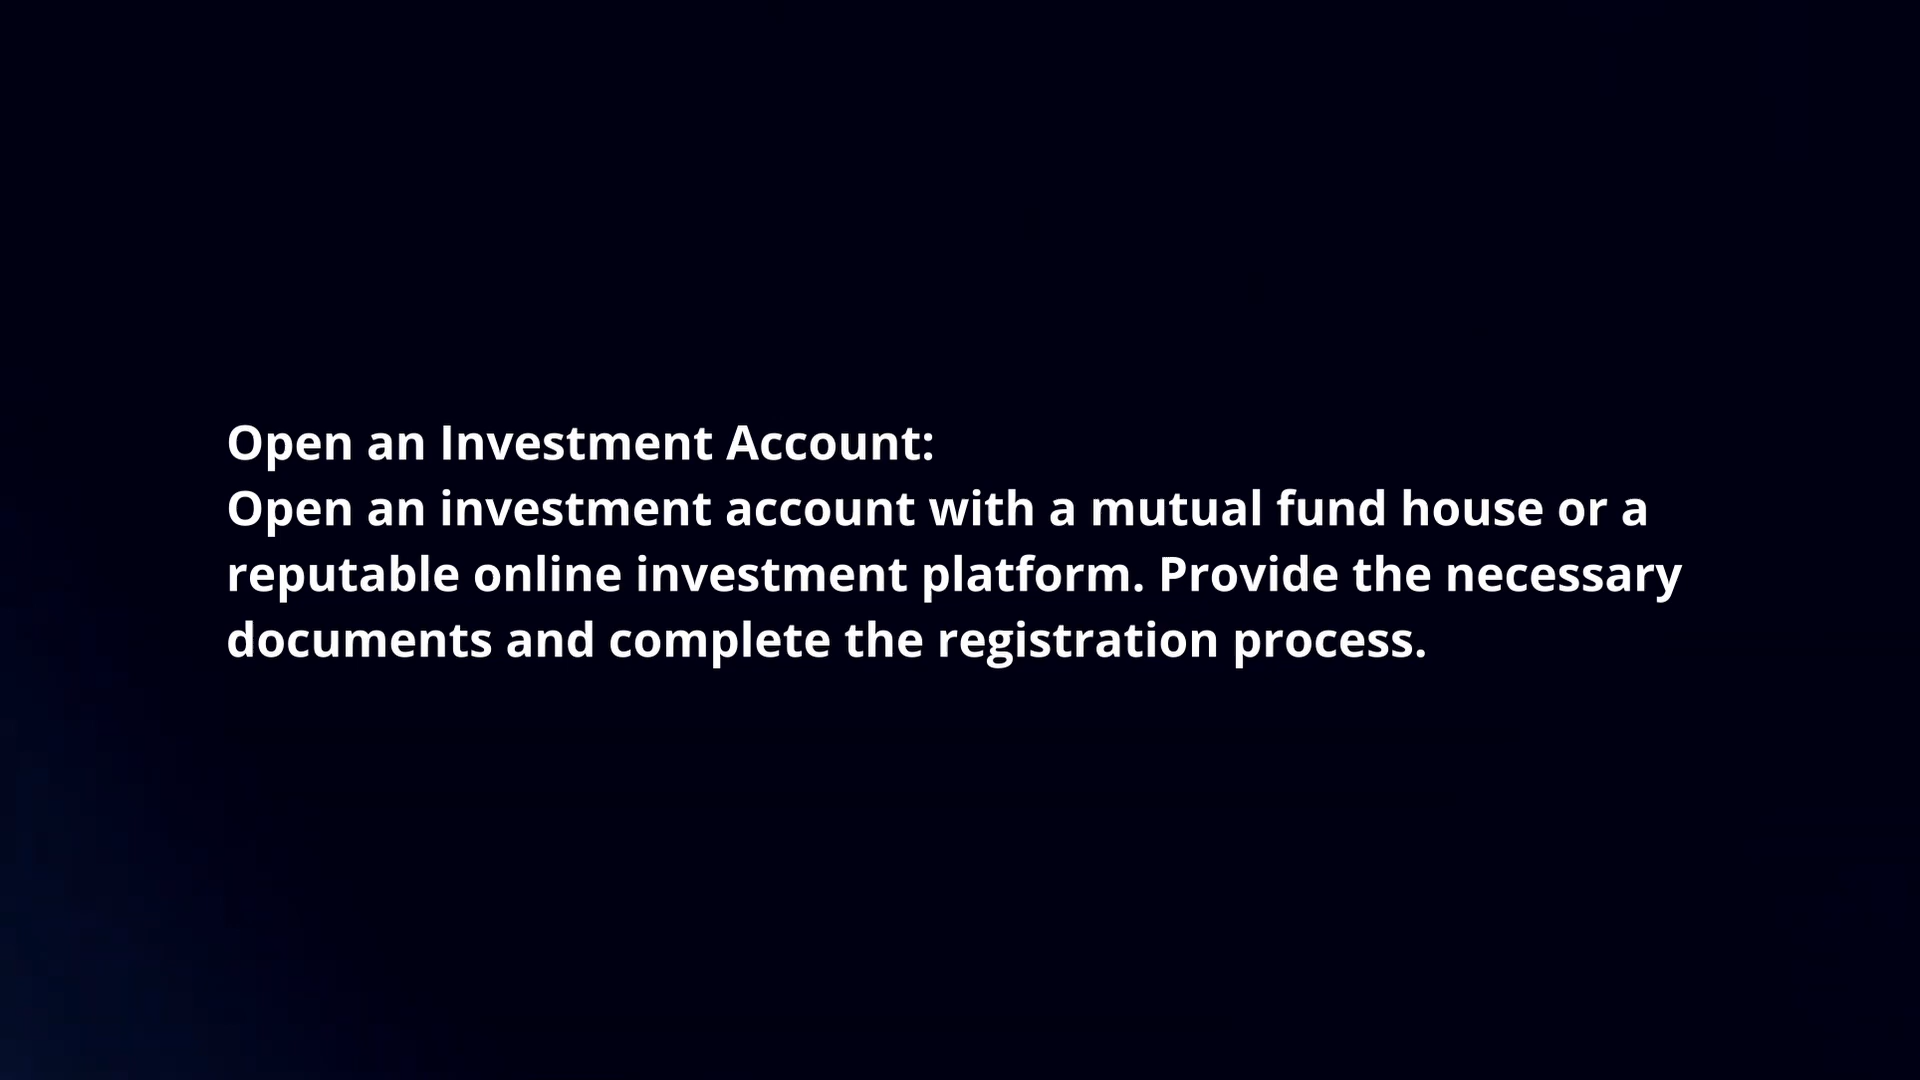 Open an Investment Account:
Open an investment account with a mutual fund house or a
reputable online investment platform. Provide the necessary
documents and complete the registration process.